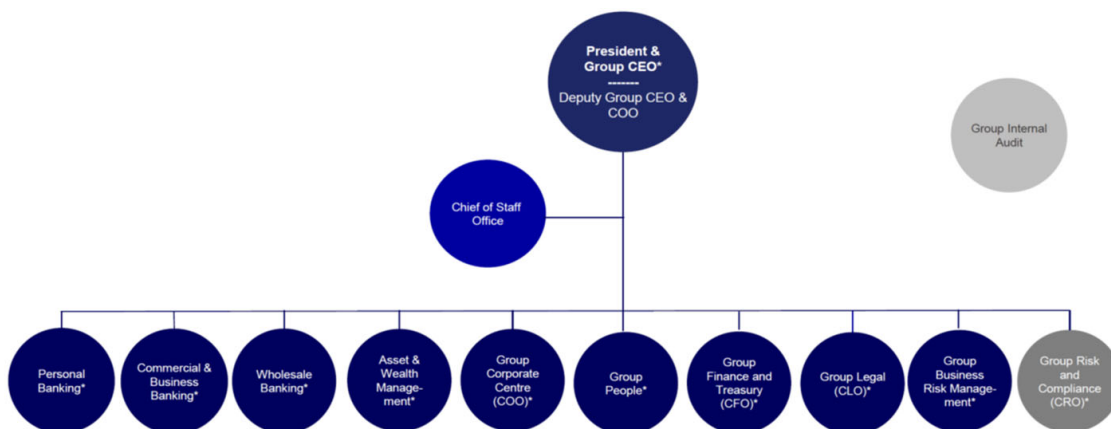 President &
Group CEO*
-------
Deputy Group CEO &
COO
Group Internal
Audit
Chief of Staff
Office
Personal
Banking*
Commercial &
Business
Banking*
Wholesale
Banking*
Asset &
Wealth
Manage-
ment*
Group
Corporate
Centre
(COO)*
Group
People*
Group
Finance and
Treasury
(CFO)*
Group Legal
(CLO)*
Group
Business
Risk Manage-
ment*
Group Risk
and
Compliance
(CRO)*